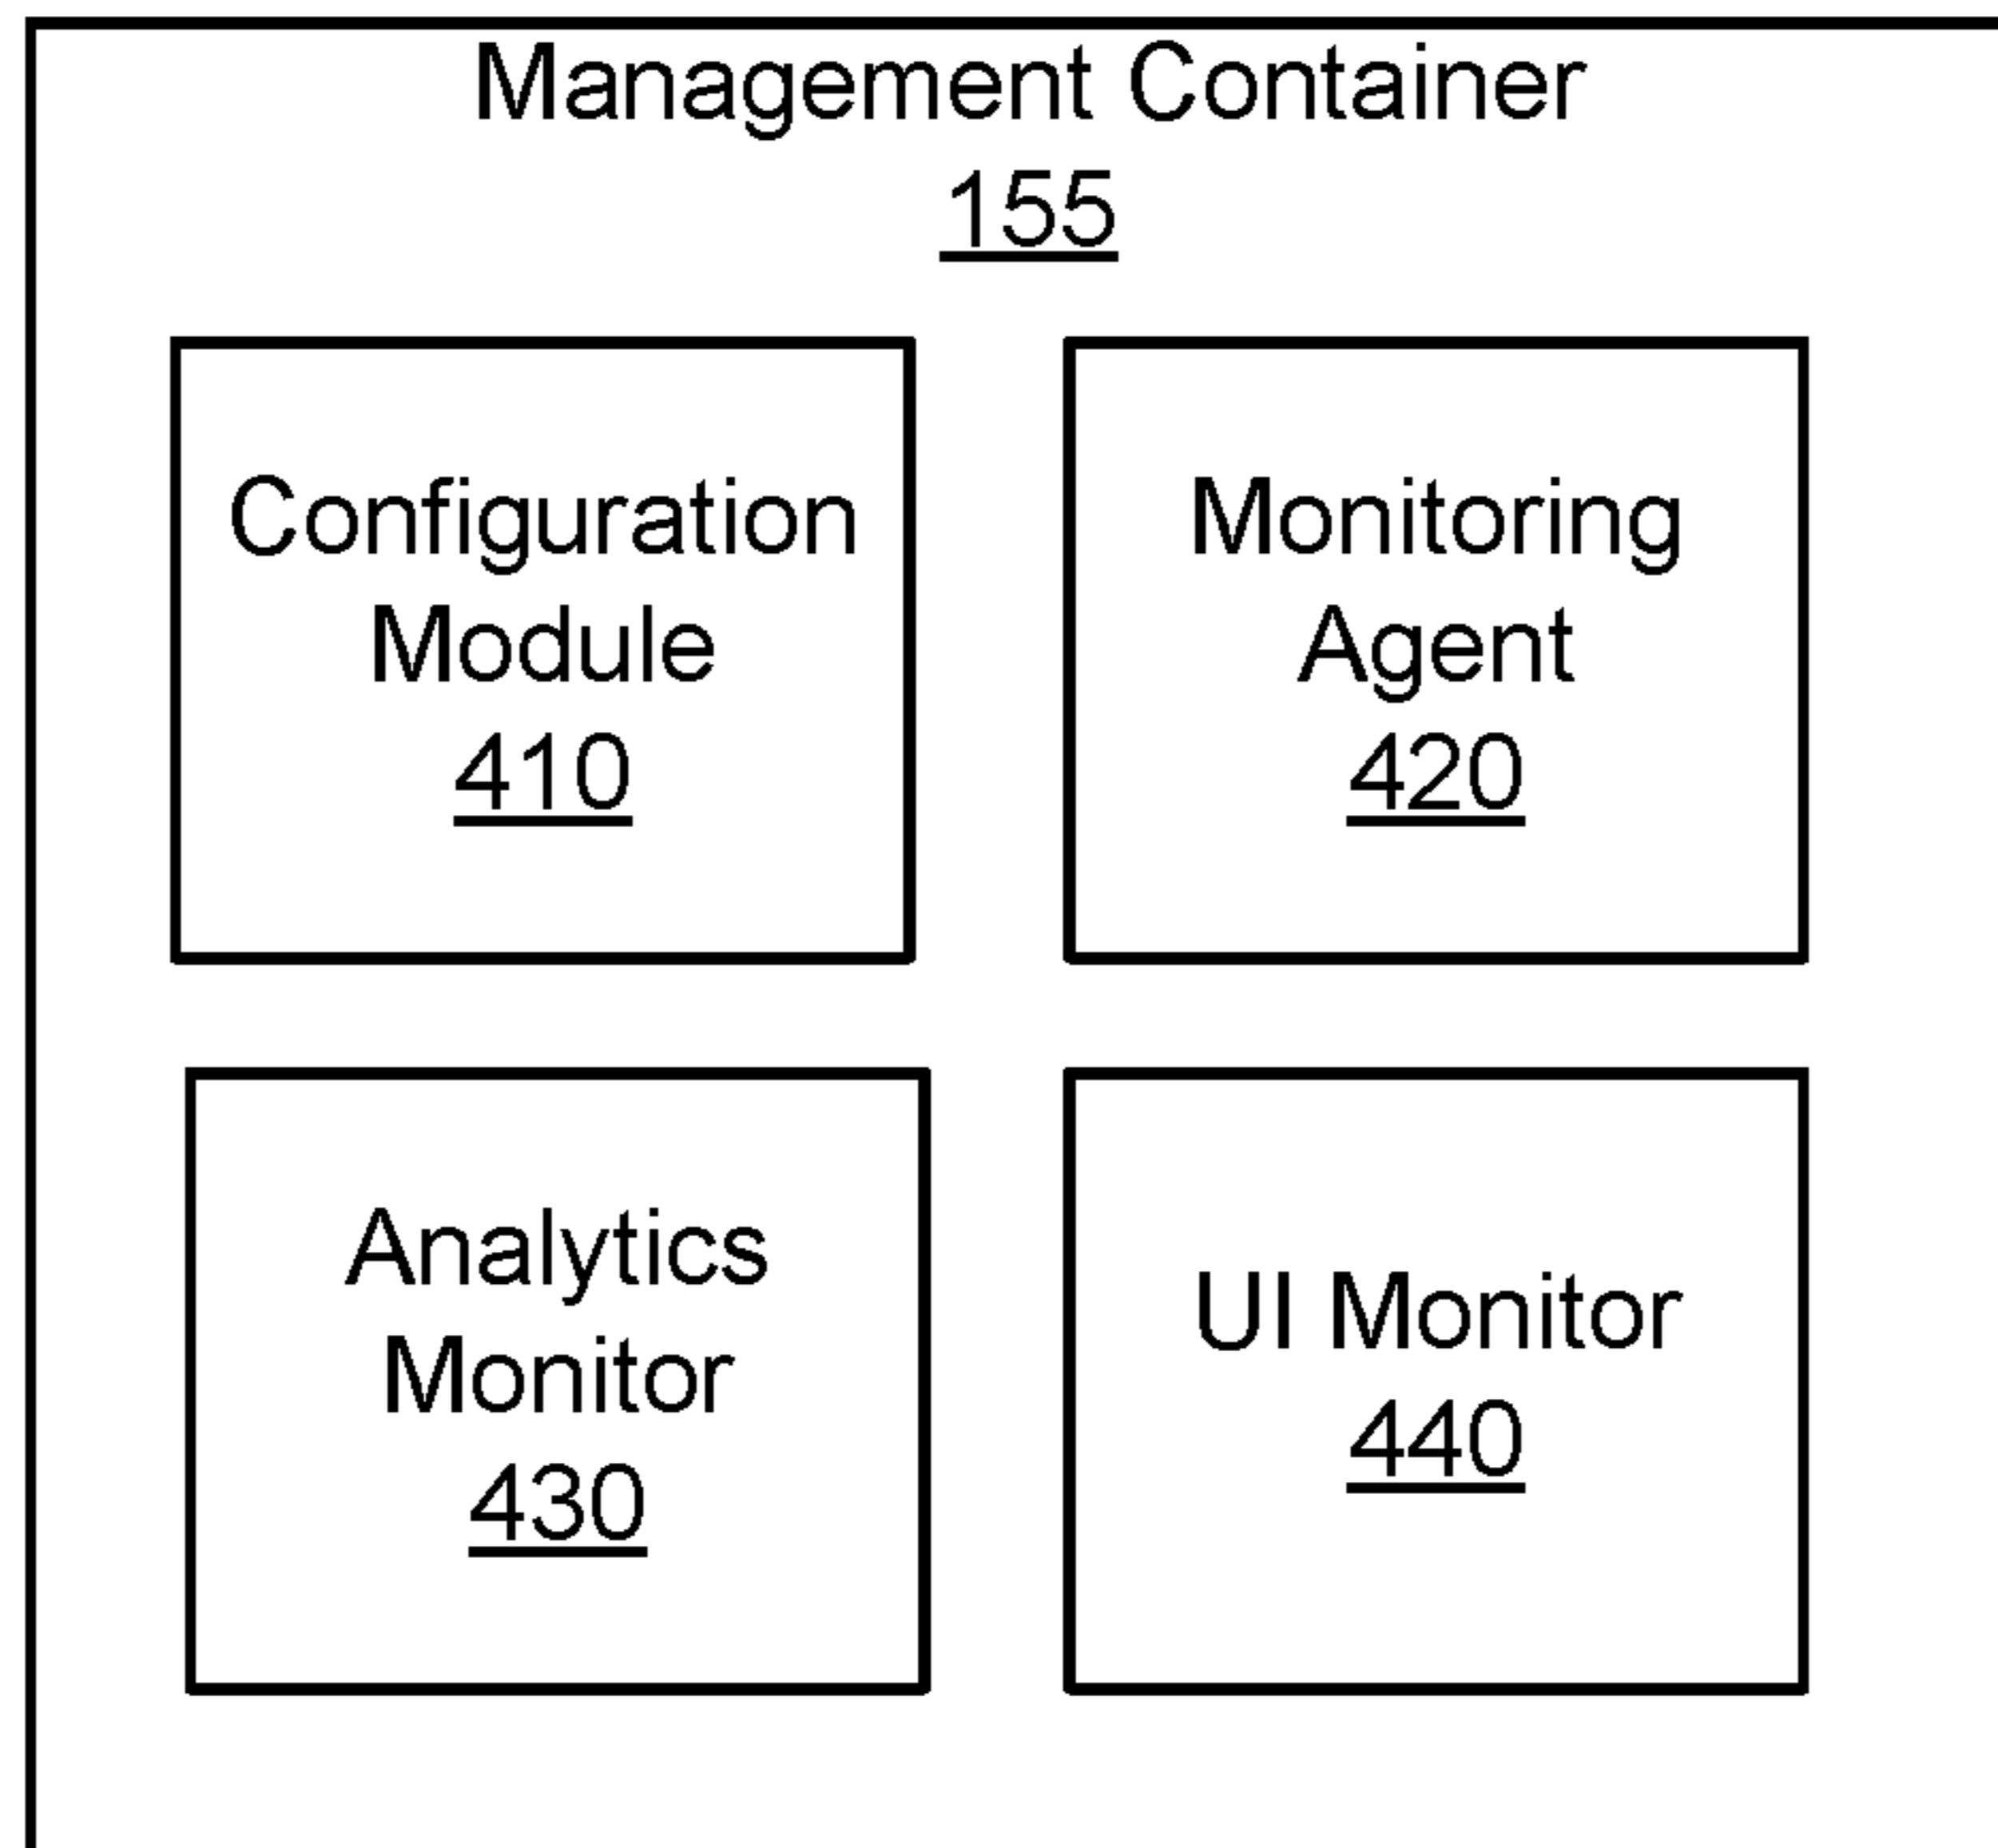 Management Container
155
Configuration
Module
410
Monitoring
Agent
420
Analytics
Monitor
430
UI Monitor
440